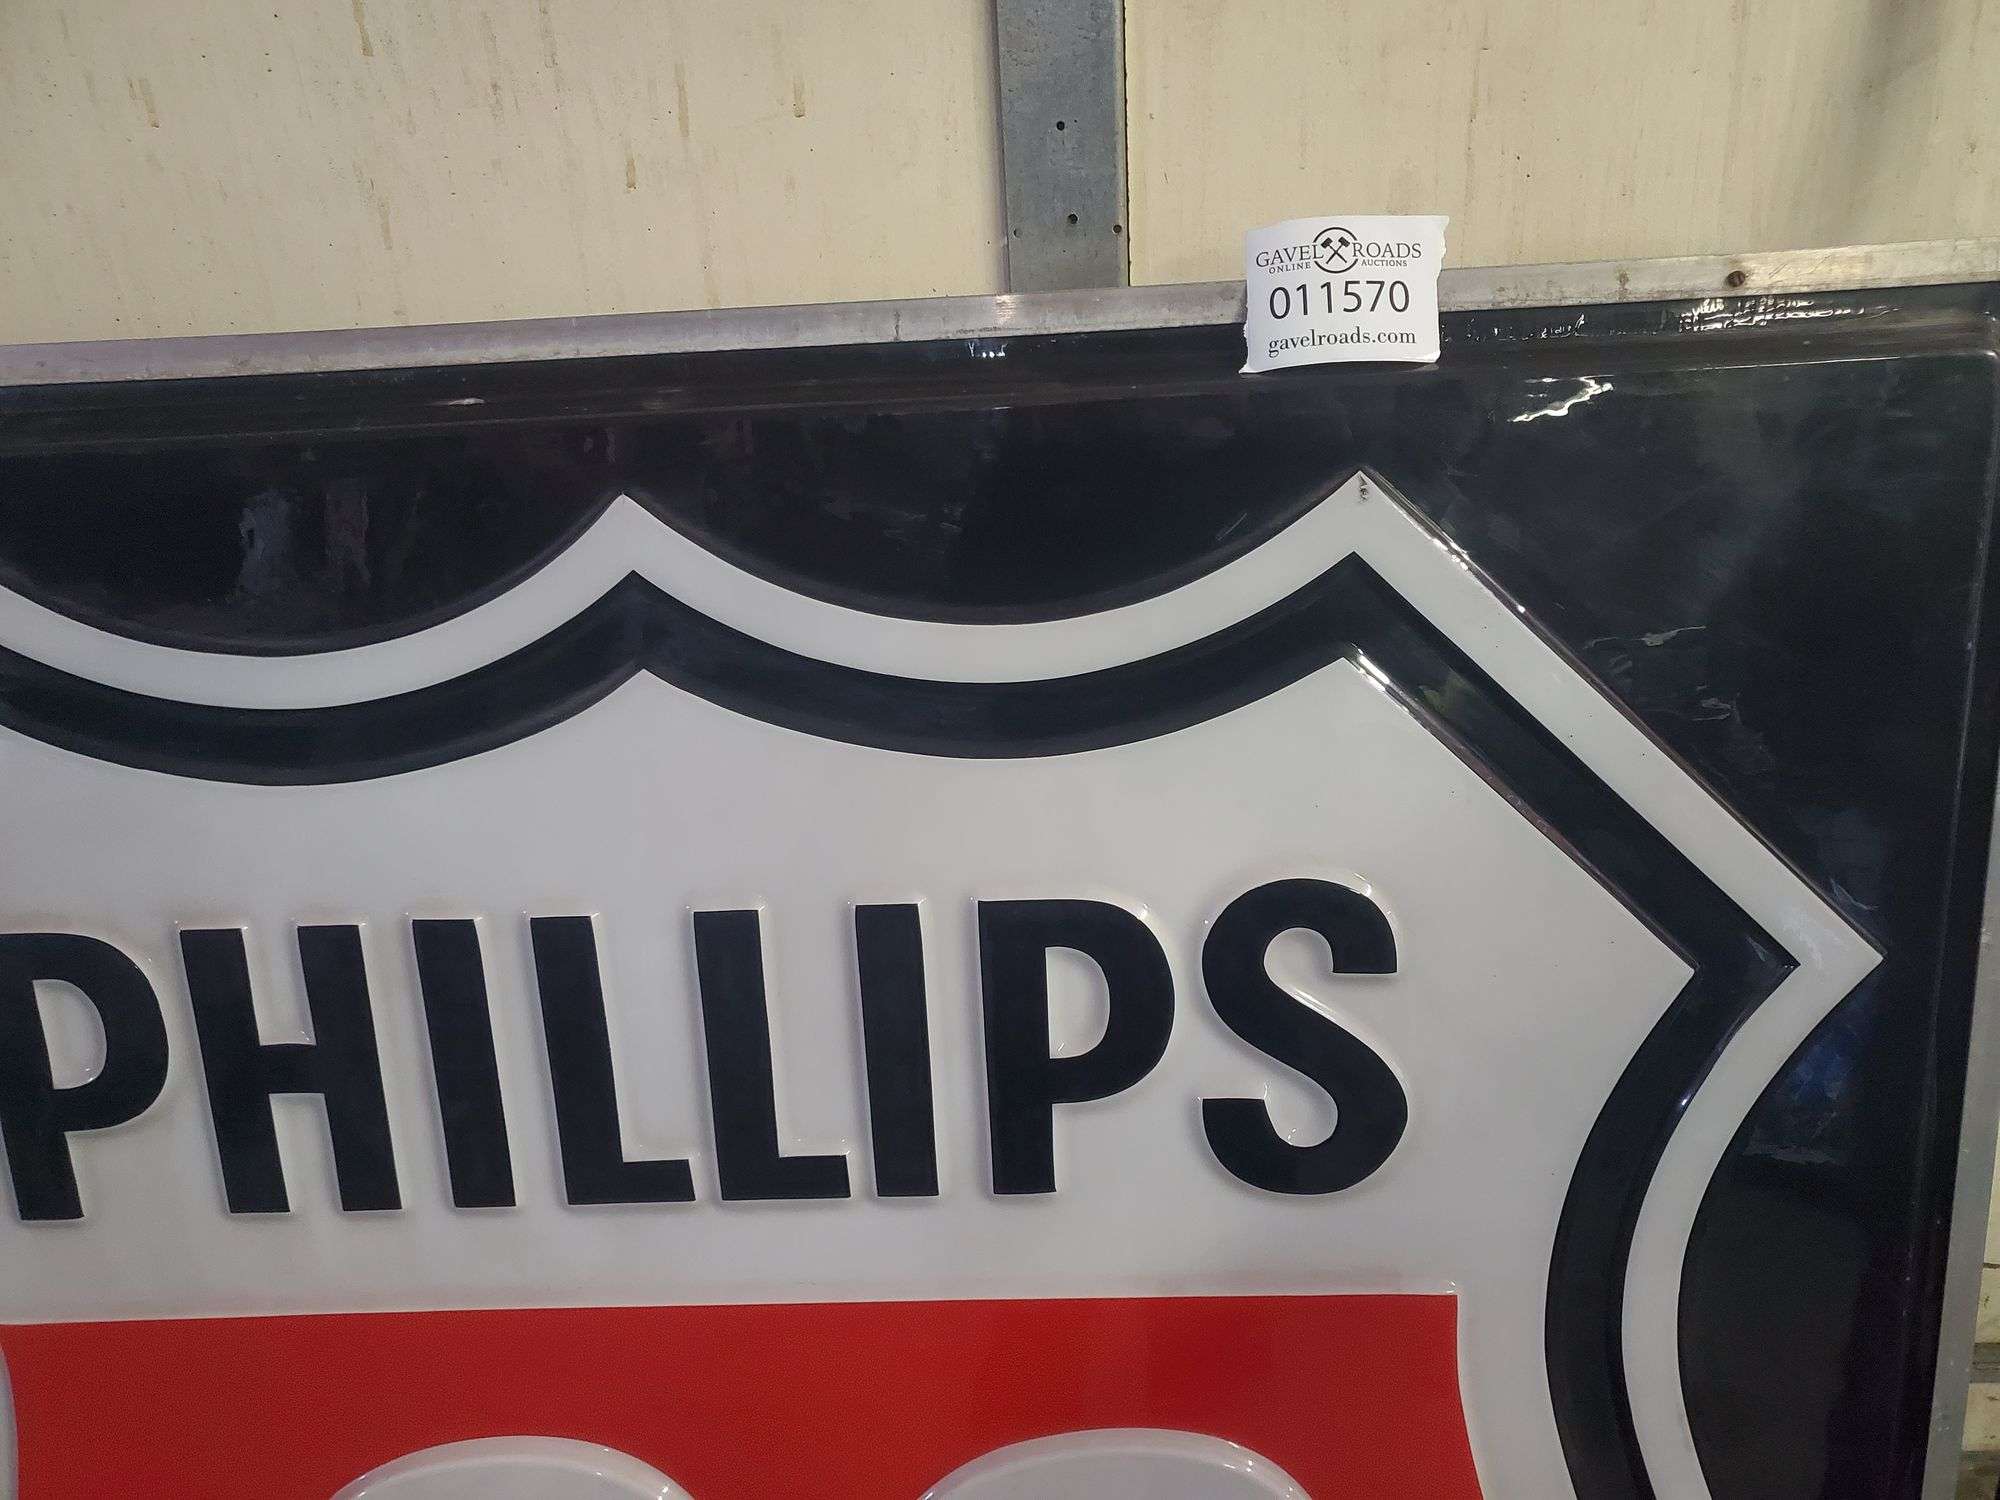 GAVEL ROADS
ONLINE AUCTIONS
011570
gavelroads.com
PHILLIPS